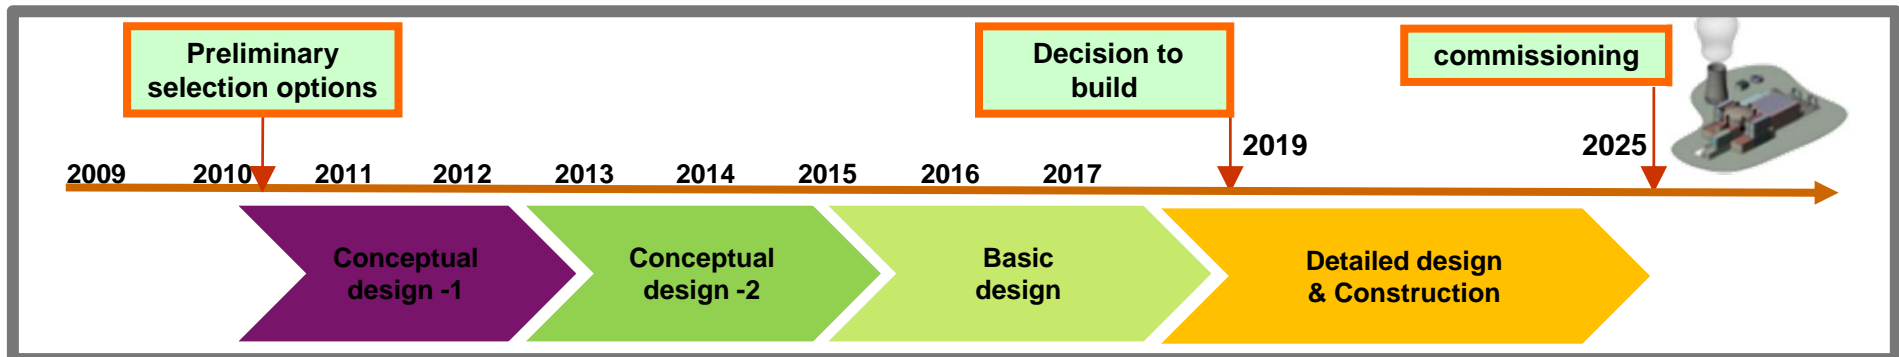 Preliminary
selection options
Decision to
build
commissioning
2009 2010 2011 2012 2013 2014 2015 2016 2017 2019 2025
Conceptual
design -1
Conceptual
design -2
Basic
design
Detailed design
& Construction